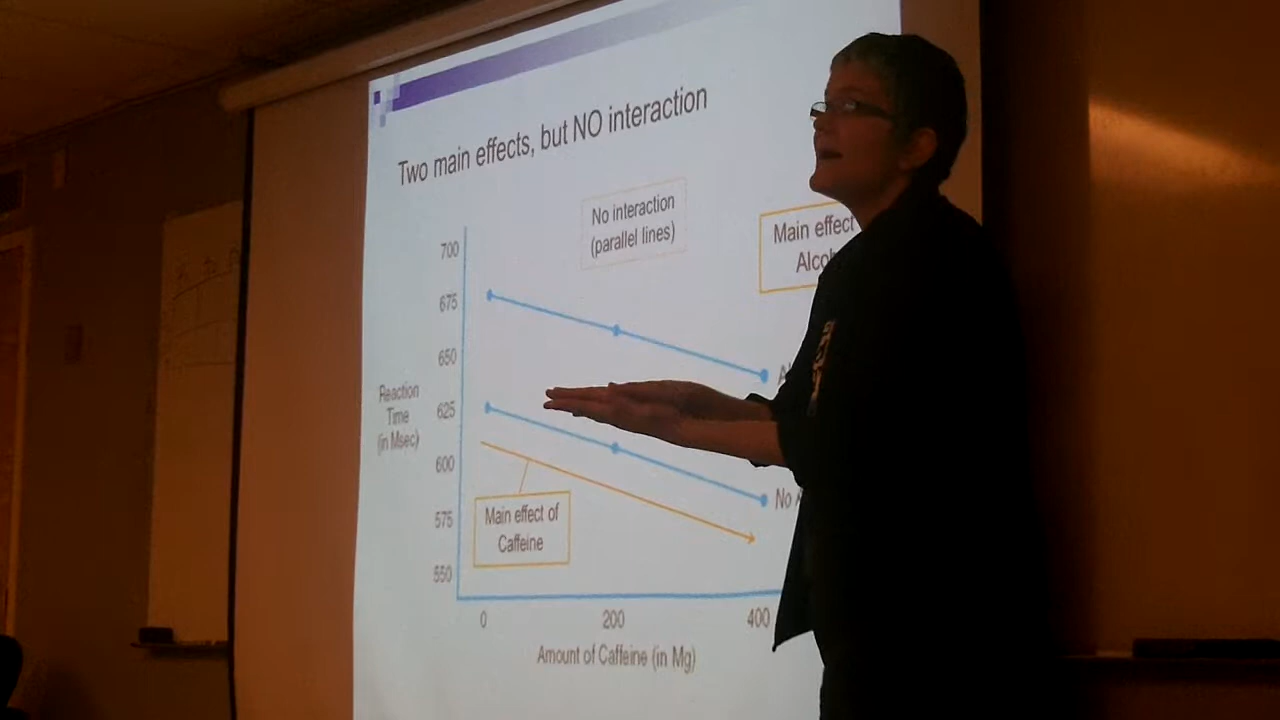 Two main effects, but NO interaction
No interaction
(parallel lines)
Main effect
700
675
650
625
600
575
550
Reaction
Time
(in Msec)
No
Main effect of
Caffeine
0
200
400
Amount of Caffeine (in Mg)